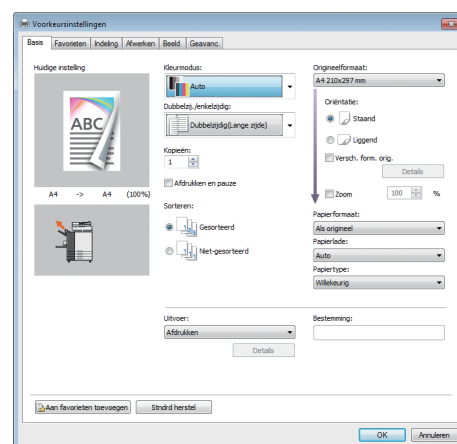 Voorkeursinstellingen
Basis Favorieten Indeling Afwerken Beeld Geavanc.
Huidige instelling
ABC
A4 -> A4 (100%)
Kleurmodus:
Auto
Dubbelzij./enkelzijdig:
Dubbelzijdig(Lange zijde)
Kopieën:
1
Afdrukken en pauze
Sorteren:
Gesorteerd
Niet-gesorteerd
Origineelformaat:
A4 210x297 mm
Oriëntatie:
Staand
Liggend
Versch. form. orig.
Details
Zoom 100 %
Papierformaat:
Als origineel
Papierlade:
Auto
Papiertype:
Willekeurig
Uitvoer:
Afdrukken
Details
Bestemming:
Aan favorieten toevoegen Stndrd herstel
OK Annuleren